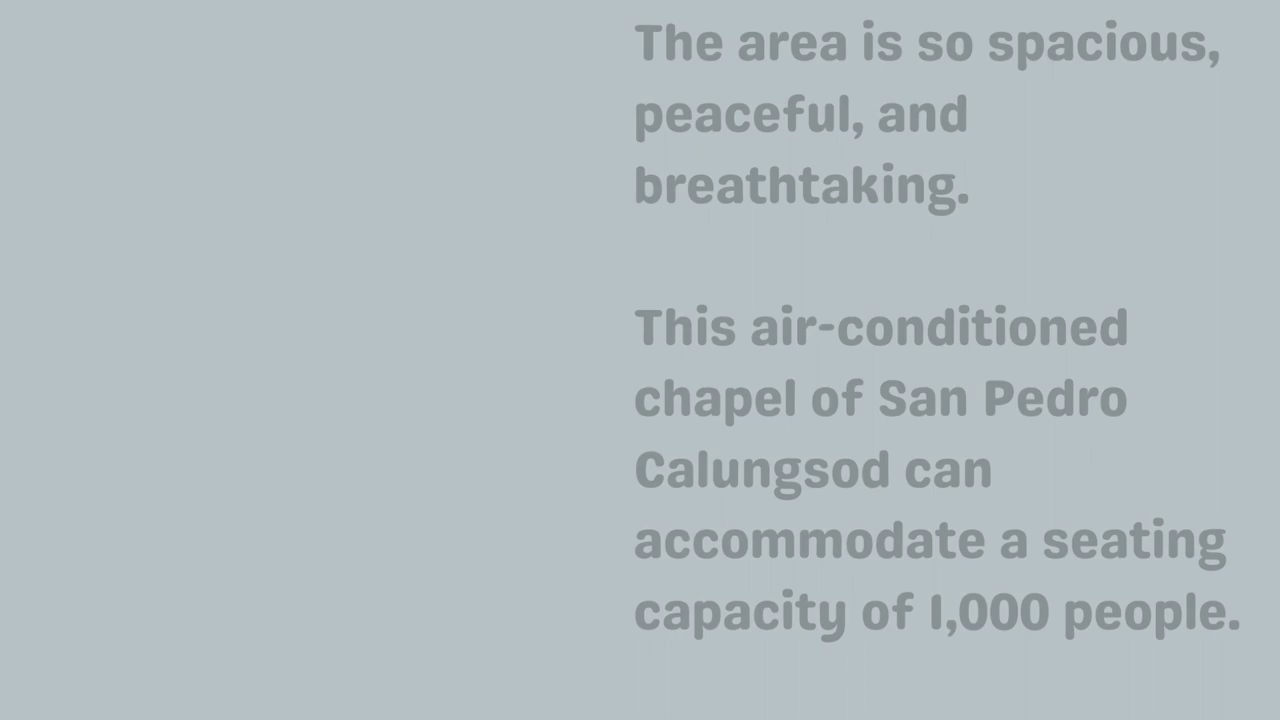 The area is so spacious,
peaceful, and
breathtaking.
This air-conditioned
chapel of San Pedro
Calungsod can
accommodate a seating
capacity of 1,000 people.